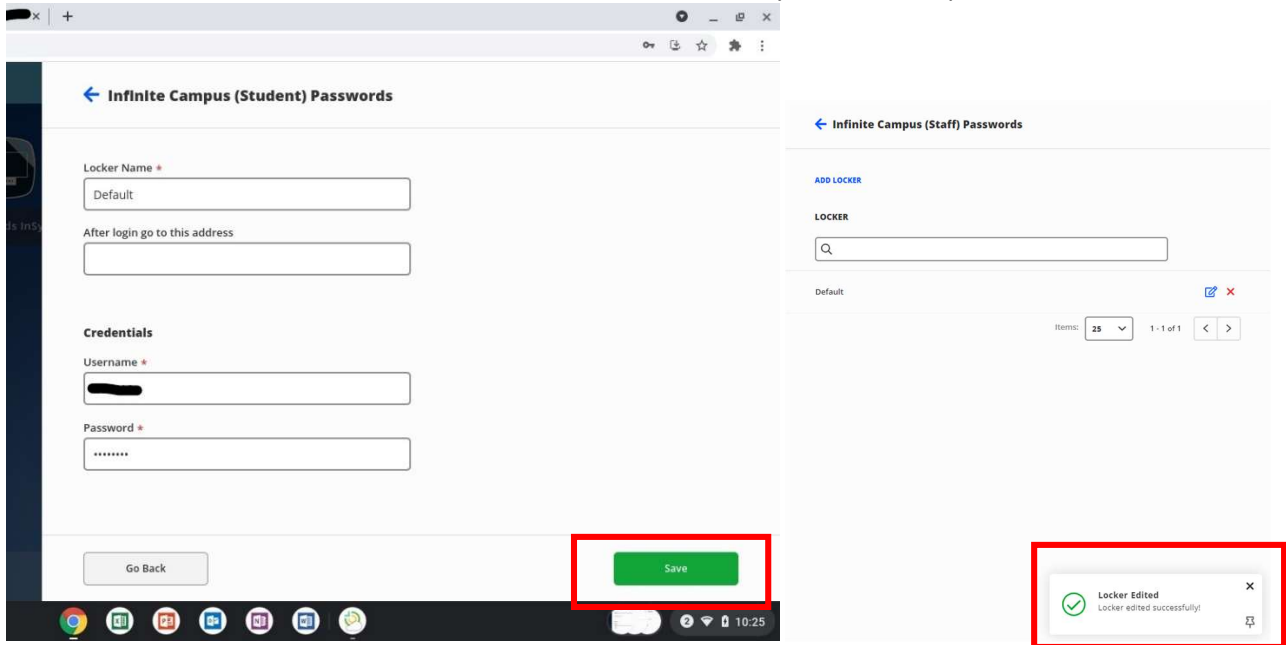 Infinite Campus (Student) Passwords
Locker Name *
Default
After login go to this address
Credentials
Username *
Password *
••••••••
Go Back
Save
2
10:25
Infinite Campus (Staff) Passwords
ADD LOCKER
LOCKER
Default
Items: 25 1 - 1 of 1
Locker Edited
Locker edited successfully!